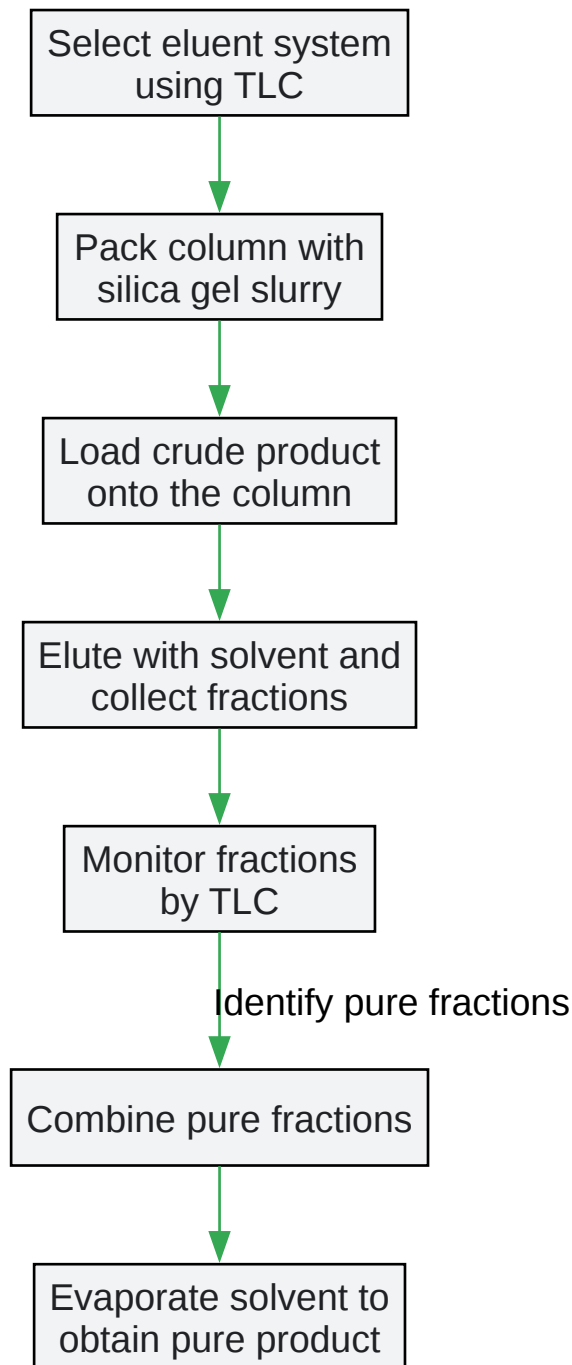 Select eluent system
using TLC
Pack column with
silica gel slurry
Load crude product
onto the column
Elute with solvent and
collect fractions
Monitor fractions
by TLC
Identify pure fractions
Combine pure fractions
Evaporate solvent to
obtain pure product